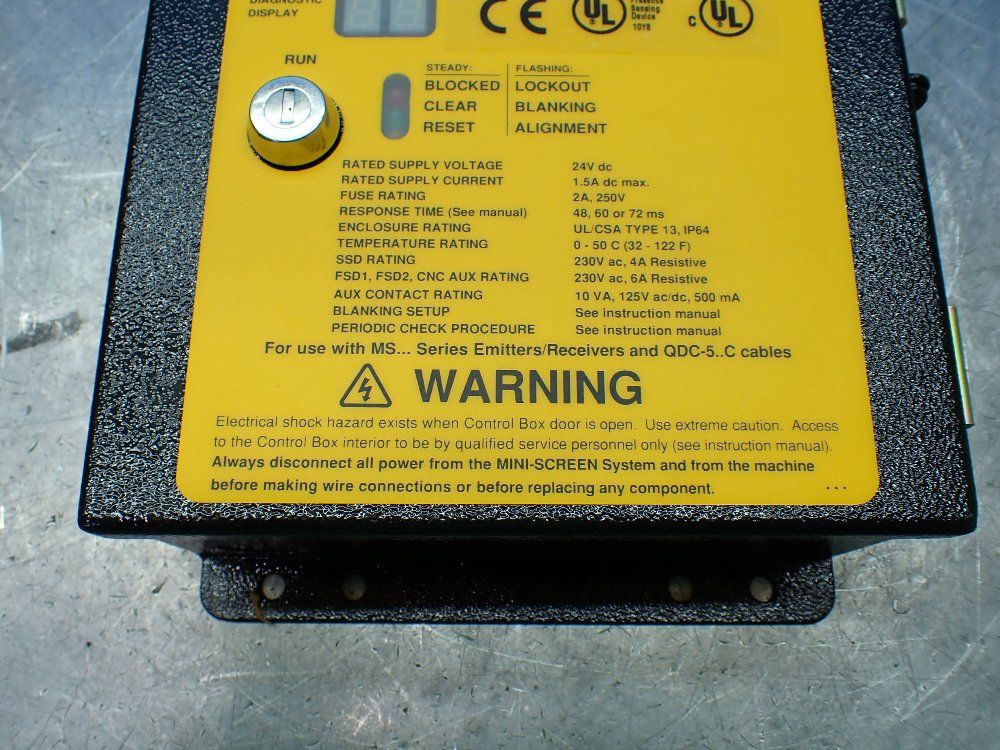 DIAGNOSTIC
DISPLAY
CE
UL
Presence
Sensing
Device
10Y8
C UL
RUN
STEADY: FLASHING:
BLOCKED LOCKOUT
CLEAR BLANKING
RESET ALIGNMENT
RATED SUPPLY VOLTAGE 24V dc
RATED SUPPLY CURRENT 1.5A dc max.
FUSE RATING 2A, 250V
RESPONSE TIME (See manual) 48, 60 or 72 ms
ENCLOSURE RATING UL/CSA TYPE 13, IP64
TEMPERATURE RATING 0 - 50 C (32 - 122 F)
SSD RATING 230V ac, 4A Resistive
FSD1, FSD2, CNC AUX RATING 230V ac, 6A Resistive
AUX CONTACT RATING 10 VA, 125V ac/dc, 500 mA
BLANKING SETUP See instruction manual
PERIODIC CHECK PROCEDURE See instruction manual
For use with MS... Series Emitters/Receivers and QDC-5..C cables
WARNING
Electrical shock hazard exists when Control Box door is open. Use extreme caution. Access
to the Control Box interior to be by qualified service personnel only (see instruction manual).
Always disconnect all power from the MINI-SCREEN System and from the machine
before making wire connections or before replacing any component. ...